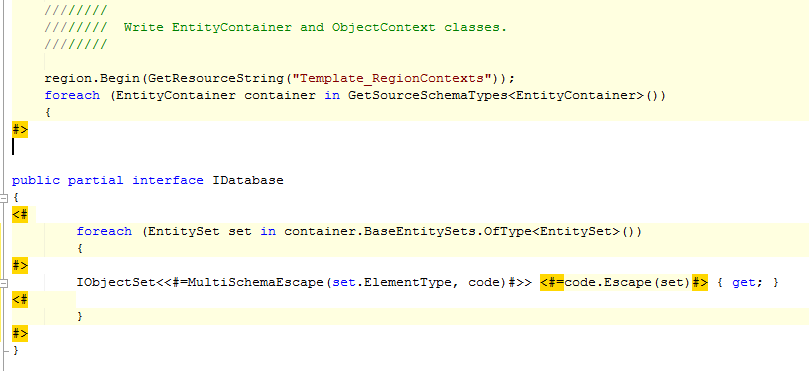 ////////
////////  Write EntityContainer and ObjectContext classes.
////////
region.Begin(GetResourceString("Template_RegionContexts"));
foreach (EntityContainer container in GetSourceSchemaTypes<EntityContainer>())
{
#>
public partial interface IDatabase
{
<#
foreach (EntitySet set in container.BaseEntitySets.OfType<EntitySet>())
{
#>
IObjectSet<<#=MultiSchemaEscape(set.ElementType, code)#>> <#=code.Escape(set)#> { get; }
<#
}
#>
}